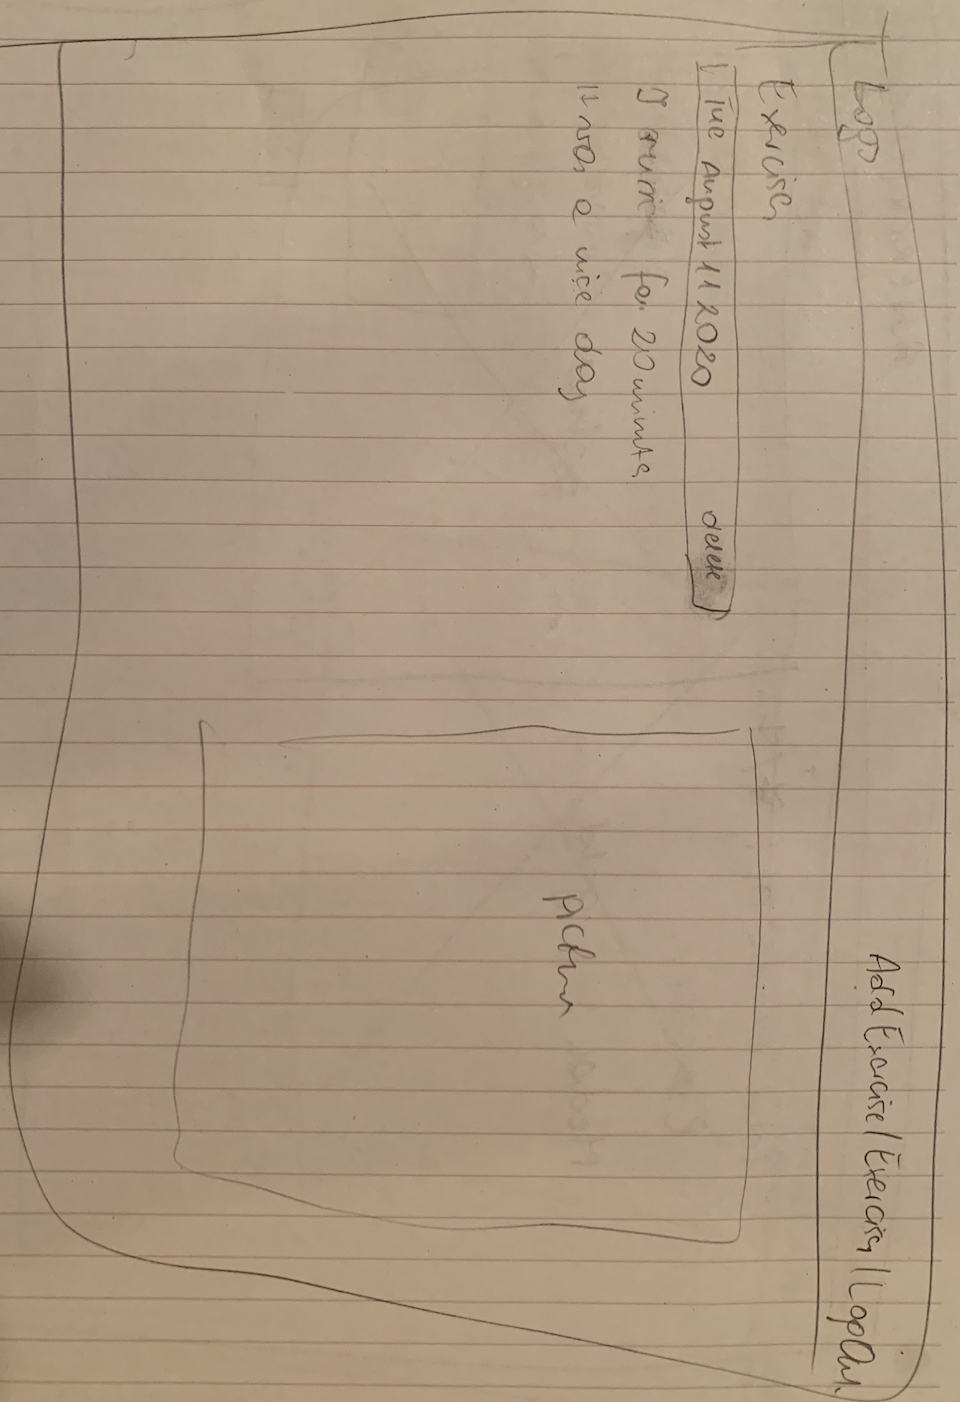 Logo
Add Exercise / Exercises / LogOut
Exercises
Tue August 11 2020 delete
I for 20 minutes
It was a nice day
picture